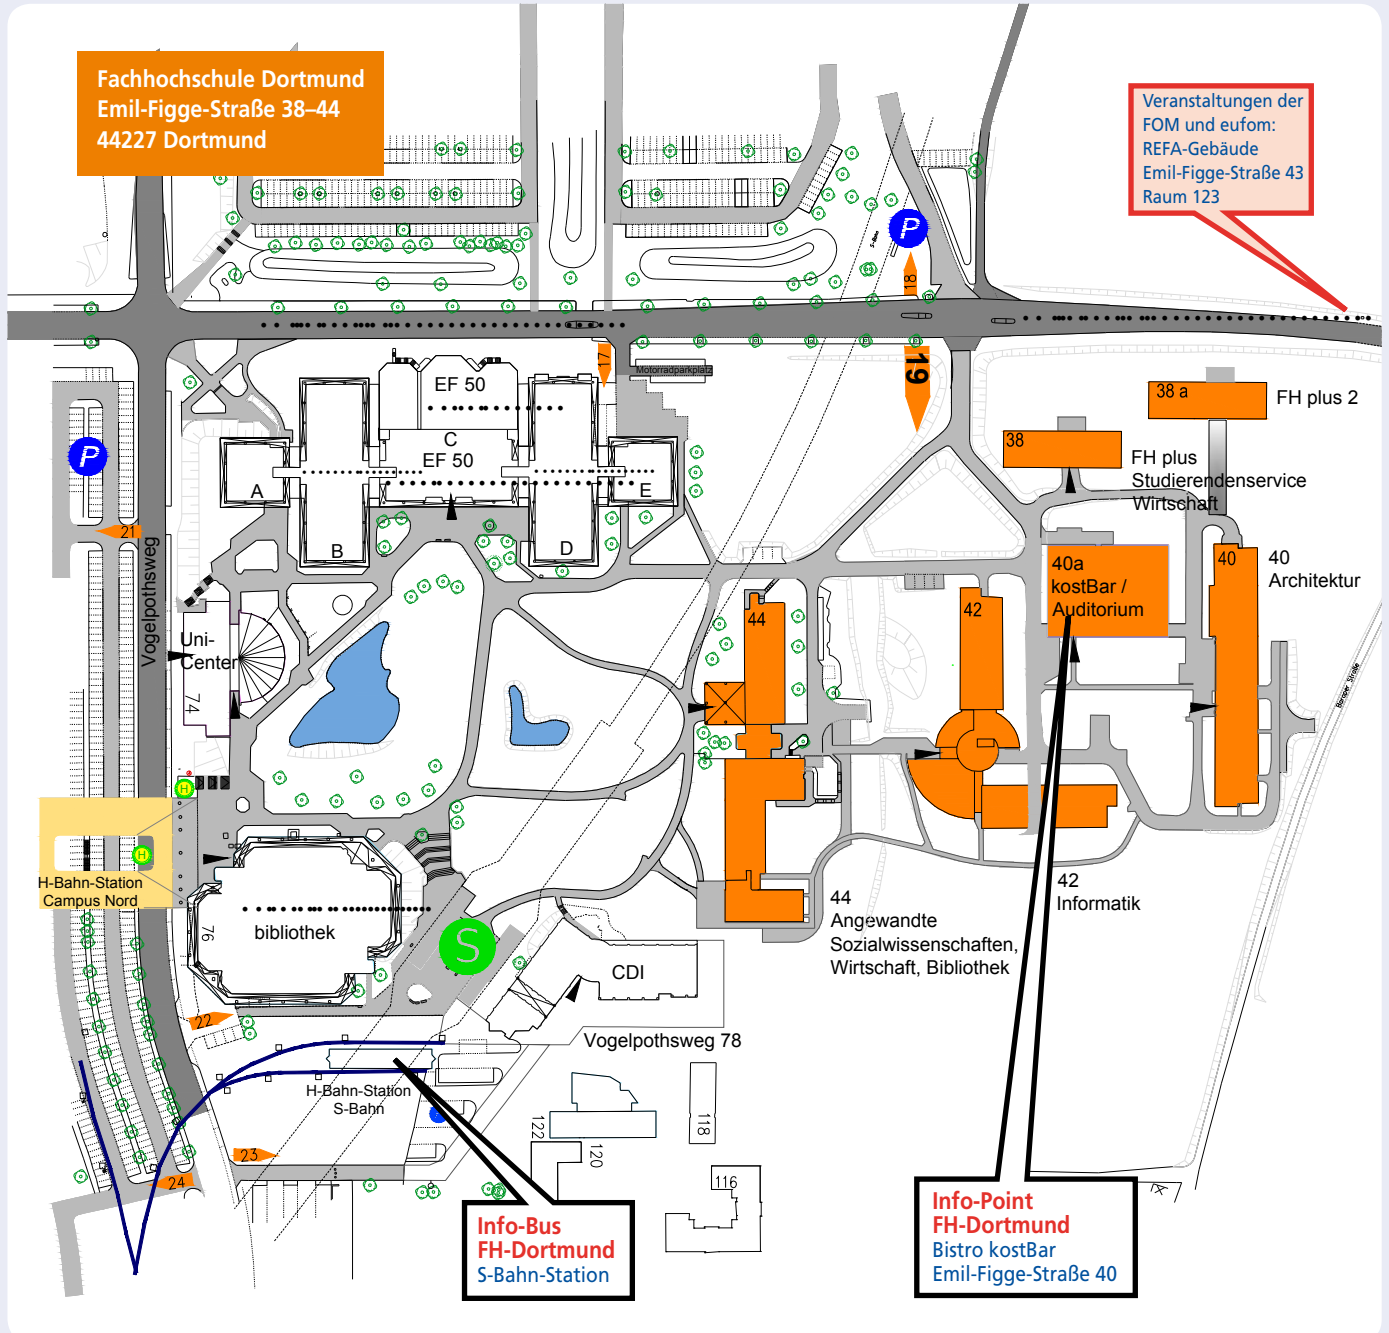 Fachhochschule Dortmund
Emil-Figge-Straße 38–44
44227 Dortmund
Veranstaltungen der
FOM und eufom:
REFA-Gebäude
Emil-Figge-Straße 43
Raum 123
P
S-Bahn
18
17
19
Motorradparkplatz
EF 50
C
EF 50
A
B
D
E
38 a
FH plus 2
38
FH plus
Studierendenservice
Wirtschaft
P
21
Vogelpothsweg
40a
kostBar /
Auditorium
40
40
Architektur
42
44
Uni-
Center
74
Baroper Straße
H
H
H-Bahn-Station
Campus Nord
76
bibliothek
S
CDI
44
Angewandte
Sozialwissenschaften,
Wirtschaft, Bibliothek
42
Informatik
22
Vogelpothsweg 78
H-Bahn-Station
S-Bahn
23
24
122
120
118
116
Info-Bus
FH-Dortmund
S-Bahn-Station
Info-Point
FH-Dortmund
Bistro kostBar
Emil-Figge-Straße 40